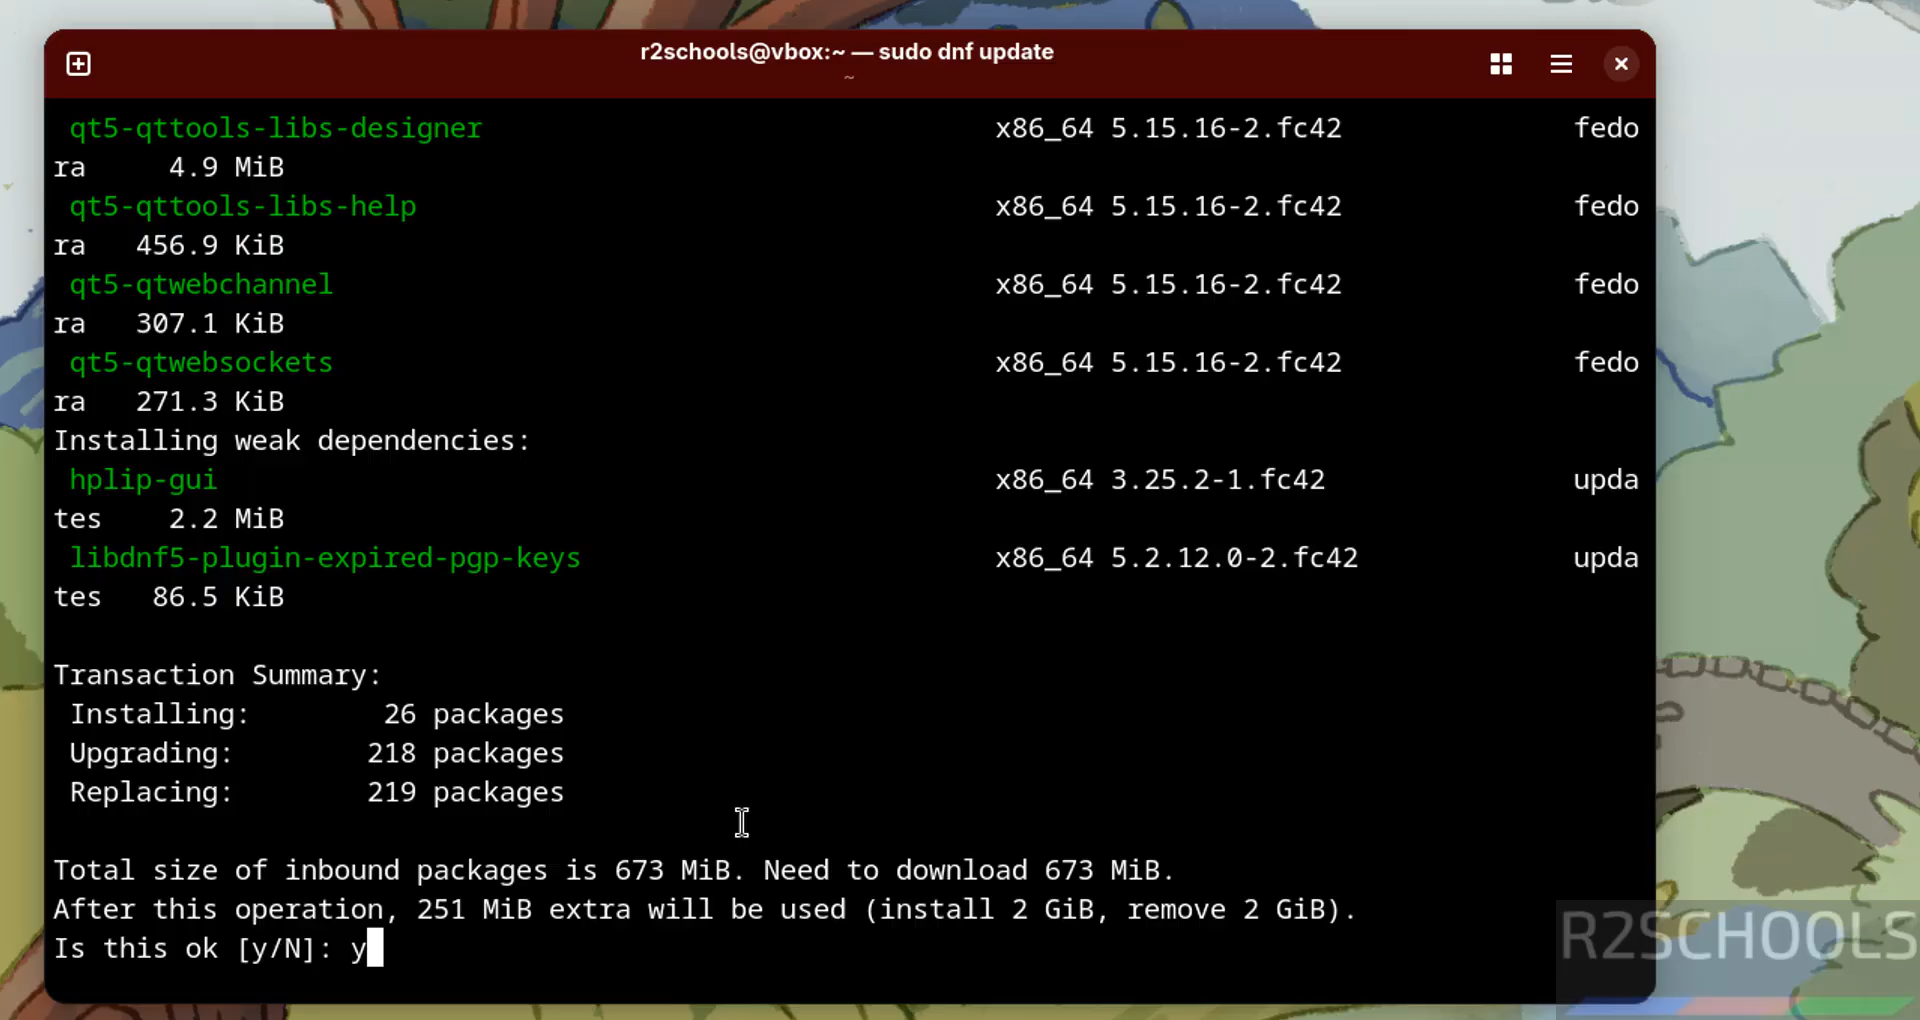 r2schools@vbox:~ — sudo dnf update
~
qt5-qttools-libs-designer x86_64 5.15.16-2.fc42 fedo
ra 4.9 MiB
qt5-qttools-libs-help x86_64 5.15.16-2.fc42 fedo
ra 456.9 KiB
qt5-qtwebchannel x86_64 5.15.16-2.fc42 fedo
ra 307.1 KiB
qt5-qtwebsockets x86_64 5.15.16-2.fc42 fedo
ra 271.3 KiB
Installing weak dependencies:
hplip-gui x86_64 3.25.2-1.fc42 upda
tes 2.2 MiB
libdnf5-plugin-expired-pgp-keys x86_64 5.2.12.0-2.fc42 upda
tes 86.5 KiB
Transaction Summary:
Installing: 26 packages
Upgrading: 218 packages
Replacing: 219 packages
Total size of inbound packages is 673 MiB. Need to download 673 MiB.
After this operation, 251 MiB extra will be used (install 2 GiB, remove 2 GiB).
Is this ok [y/N]: y
R2SCHOOLS